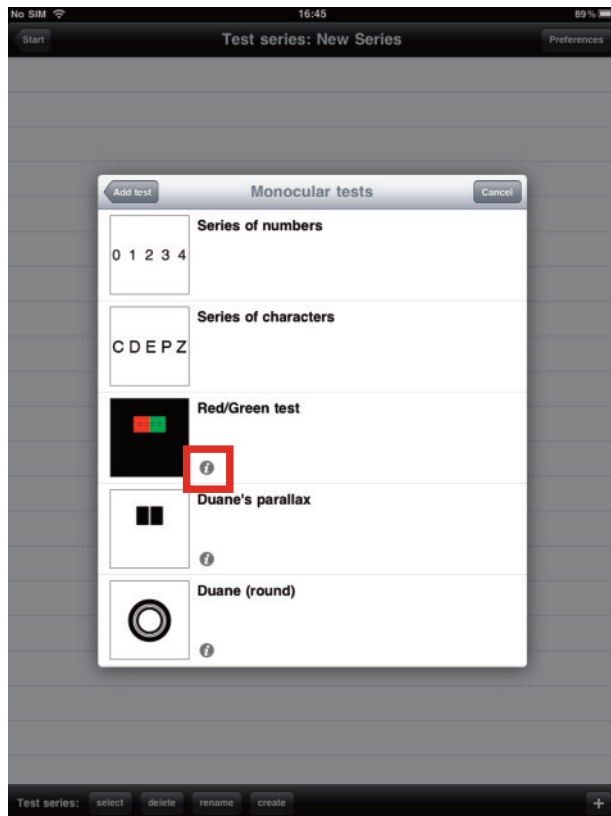 No SIM 16:45 89 %
Start Test series: New Series Preferences
Add test Monocular tests Cancel
Series of numbers
0 1 2 3 4
Series of characters
C D E P Z
Red/Green test
i
Duane's parallax
i
Duane (round)
i
Test series: select delete rename create +